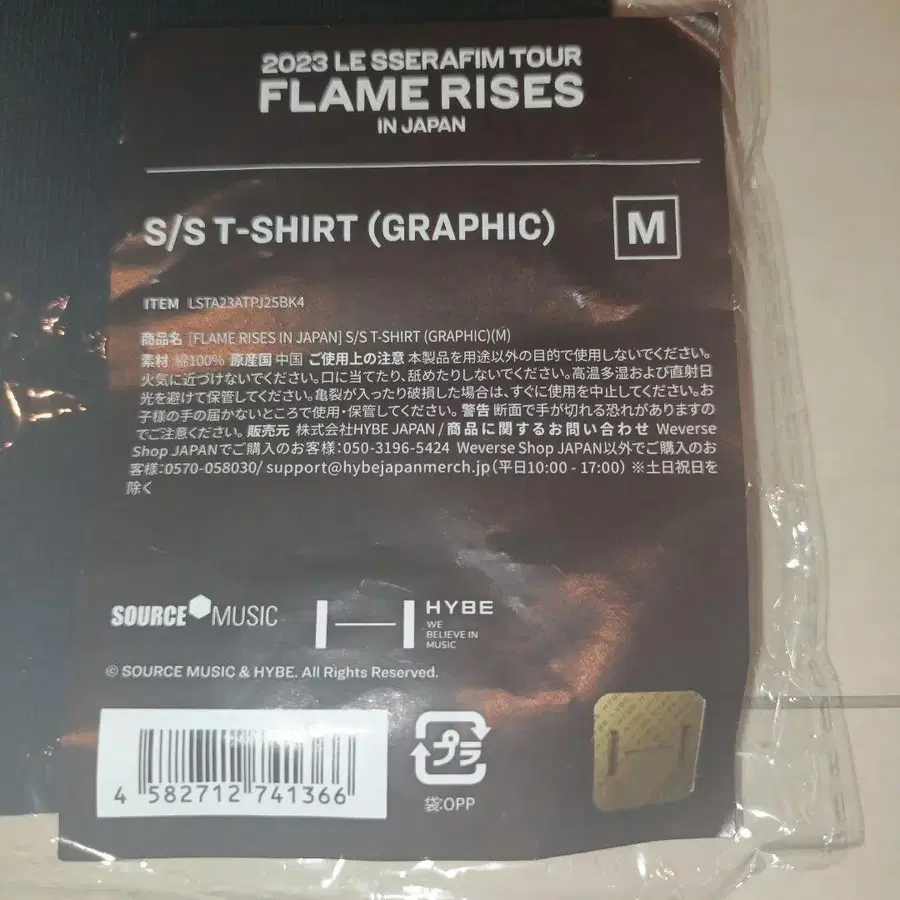 2023 LE SSERAFIM TOUR
FLAME RISES
IN JAPAN
S/S T-SHIRT (GRAPHIC) M
ITEM LSTA23ATPJ25BK4
商品名 [FLAME RISES IN JAPAN] S/S T-SHIRT (GRAPHIC)(M)
素材 綿100% 原産国 中国 ご使用上の注意 本製品を用途以外の目的で使用しないでください。
火気に近づけないでください。口に当てたり、舐めたりしないでください。高温多湿および直射日
光を避けて保管してください。亀裂が入ったり破損した場合は、すぐに使用を中止してください。お
子様の手の届かないところで使用・保管してください。警告 断面で手が切れる恐れがありますの
でご注意ください。販売元 株式会社HYBE JAPAN / 商品に関するお問い合わせ Weverse
Shop JAPANでご購入のお客様：050-3196-5424 Weverse Shop JAPAN以外でご購入のお
客様：0570-058030/ support@hybejapanmerch.jp（平日10:00 - 17:00）※土日祝日を
除く
SOURCE MUSIC
HYBE
WE
BELIEVE IN
MUSIC
© SOURCE MUSIC & HYBE. All Rights Reserved.
4 582712 741366
プラ
袋:OPP